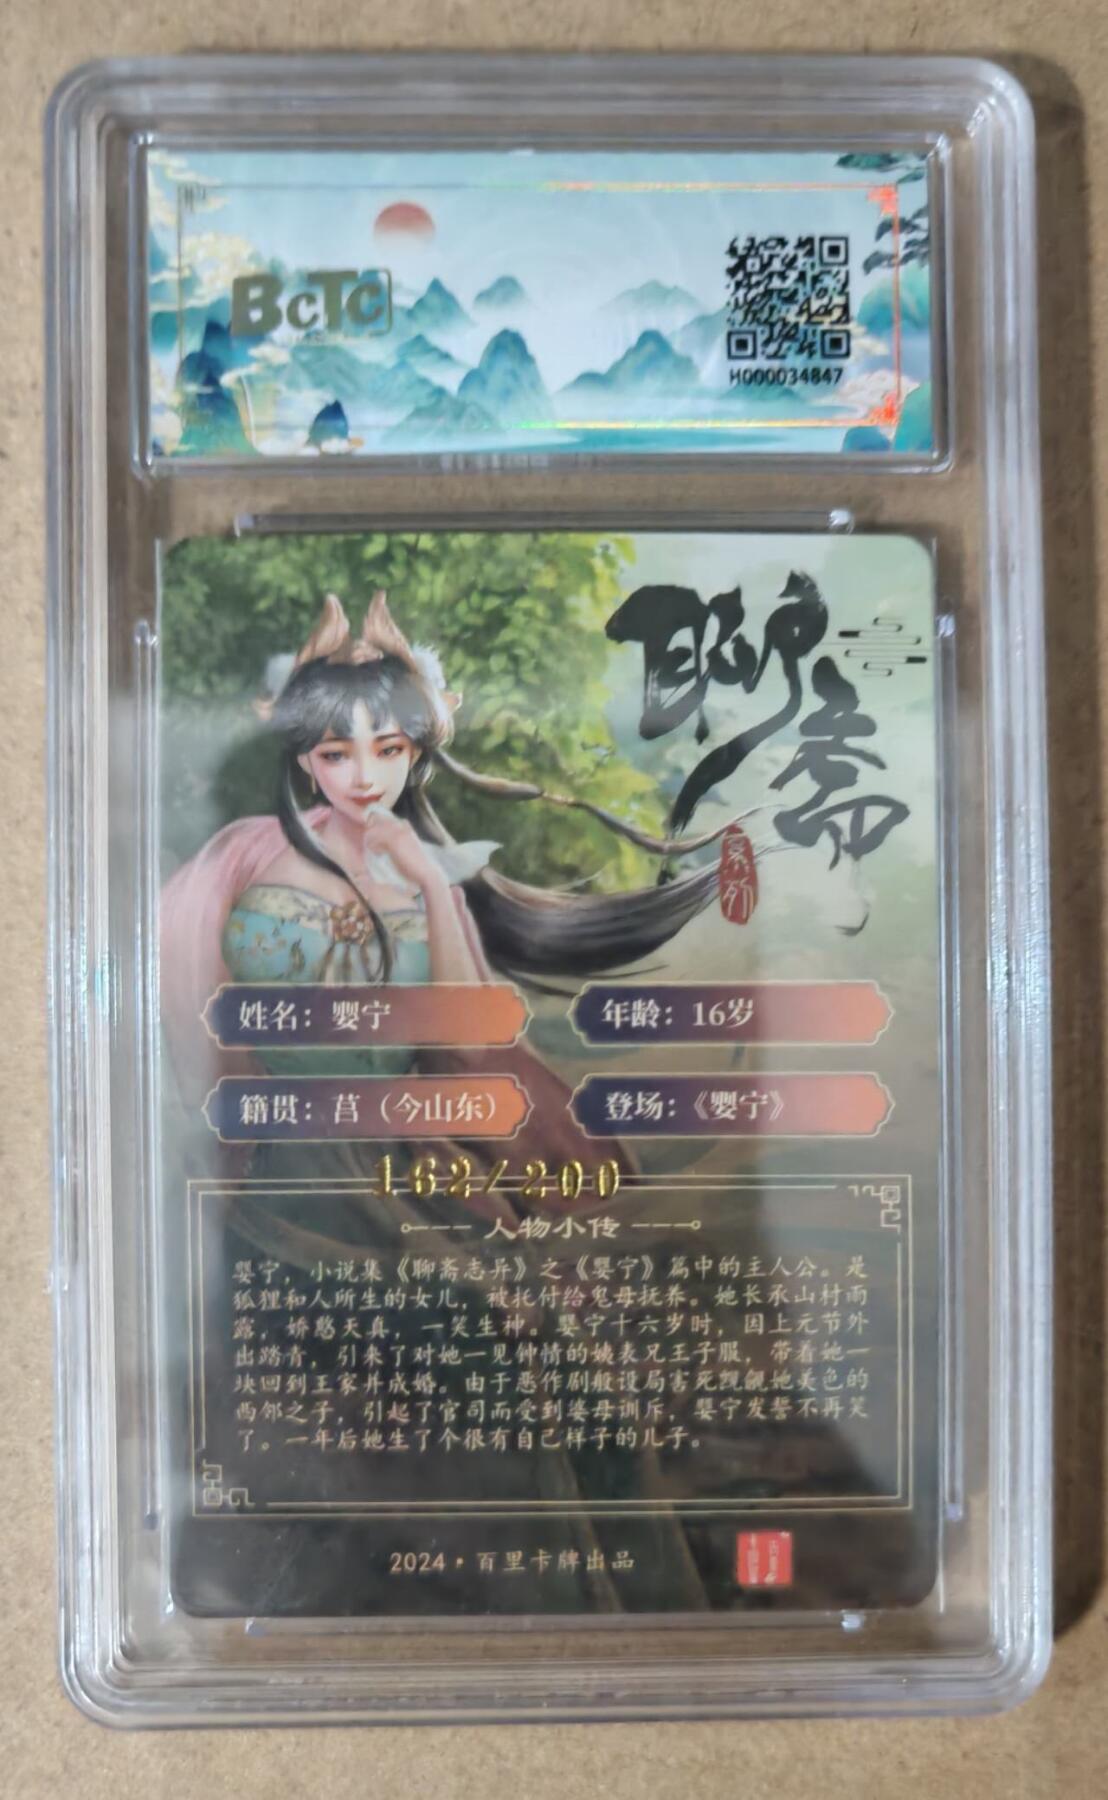 BCTC
H000034847
聊斋
系列
姓名：婴宁
年龄：16岁
籍贯：莒（今山东）
登场：《婴宁》
162/200
人物小传
婴宁，小说集《聊斋志异》之《婴宁》篇中的主人公。是
狐狸和人所生的女儿，被托付给鬼母抚养。她长承山村雨
露，娇憨天真，一笑生神。婴宁十六岁时，因上元节外
出踏青，引来了对她一见钟情的姨表兄王子服，带着她一
块回到王家并成婚。由于恶作剧般设局害死觊觎她美色的
西邻之子，引起了官司而受到婆母训斥，婴宁发誓不再笑
了。一年后她生了个很有自己样子的儿子。
2024·百里卡牌出品